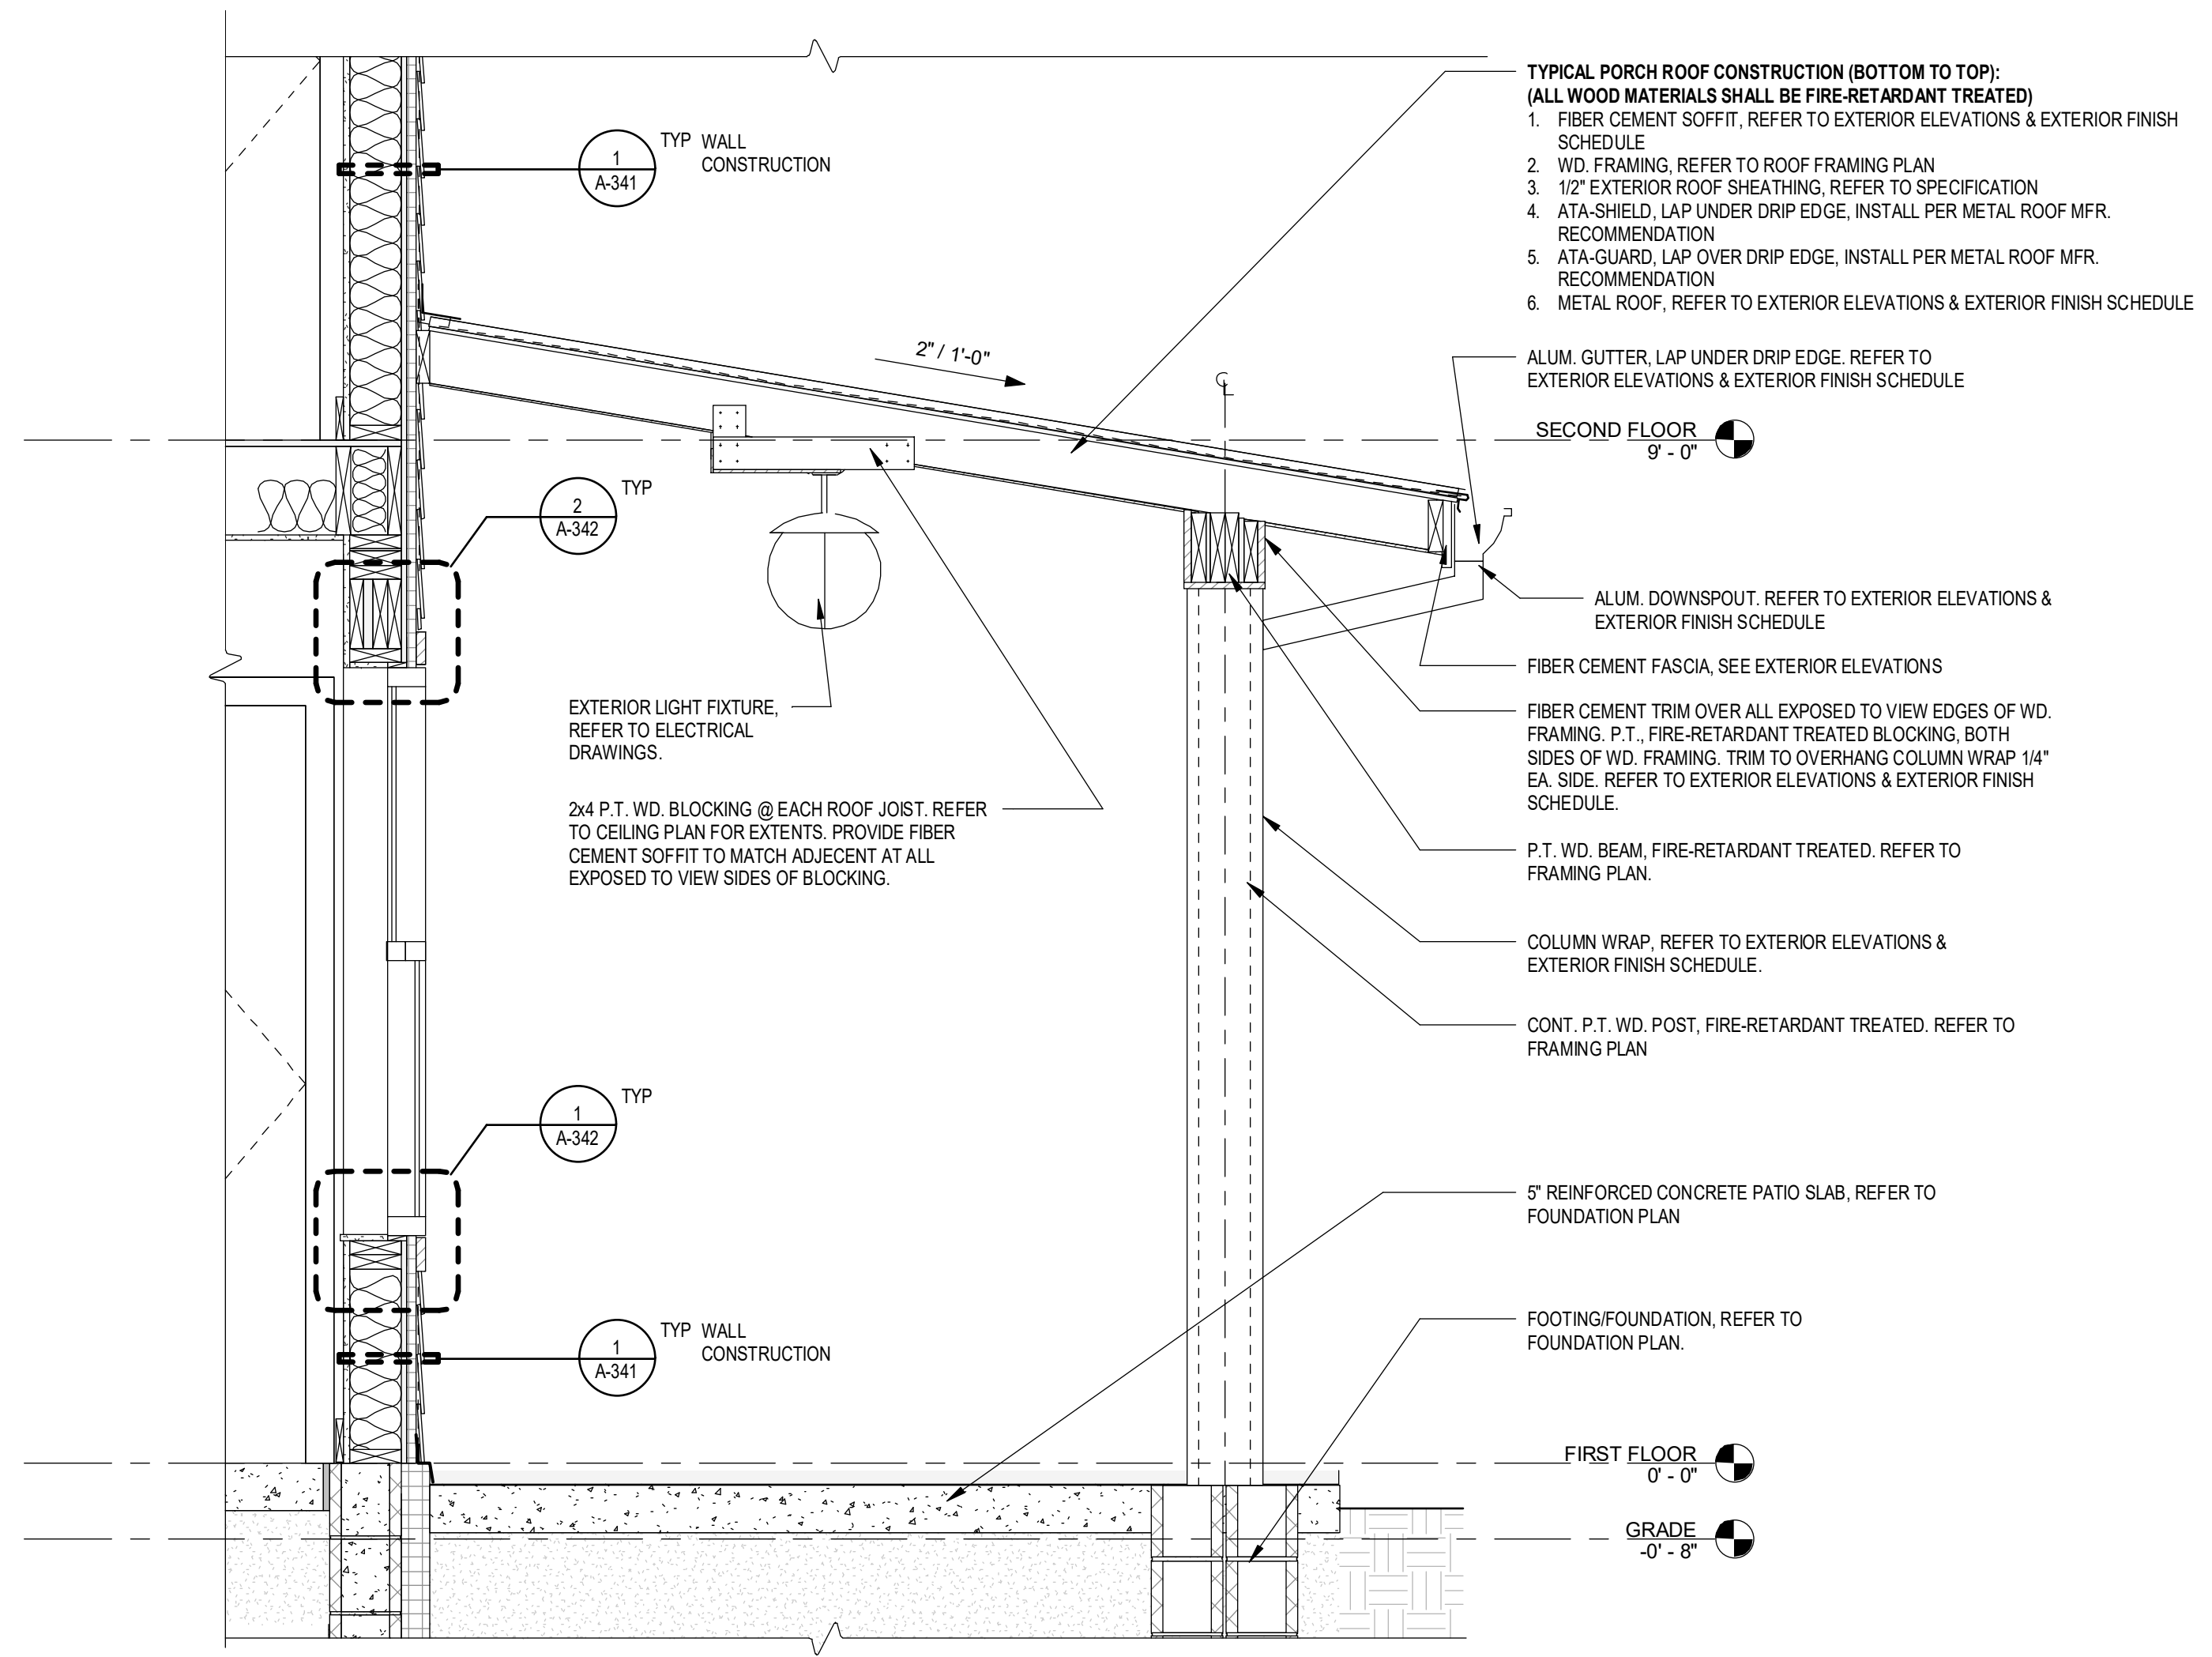 TYPICAL PORCH ROOF CONSTRUCTION (BOTTOM TO TOP):
(ALL WOOD MATERIALS SHALL BE FIRE-RETARDANT TREATED)
1. FIBER CEMENT SOFFIT, REFER TO EXTERIOR ELEVATIONS & EXTERIOR FINISH
SCHEDULE
2. WD. FRAMING, REFER TO ROOF FRAMING PLAN
3. 1/2" EXTERIOR ROOF SHEATHING, REFER TO SPECIFICATION
4. ATA-SHIELD, LAP UNDER DRIP EDGE, INSTALL PER METAL ROOF MFR.
RECOMMENDATION
5. ATA-GUARD, LAP OVER DRIP EDGE, INSTALL PER METAL ROOF MFR.
RECOMMENDATION
6. METAL ROOF, REFER TO EXTERIOR ELEVATIONS & EXTERIOR FINISH SCHEDULE
TYP WALL
CONSTRUCTION
1
A-341
2" / 1'-0"
ALUM. GUTTER, LAP UNDER DRIP EDGE. REFER TO
EXTERIOR ELEVATIONS & EXTERIOR FINISH SCHEDULE
CL
SECOND FLOOR
9' - 0"
TYP
2
A-342
ALUM. DOWNSPOUT. REFER TO EXTERIOR ELEVATIONS &
EXTERIOR FINISH SCHEDULE
FIBER CEMENT FASCIA, SEE EXTERIOR ELEVATIONS
EXTERIOR LIGHT FIXTURE,
REFER TO ELECTRICAL
DRAWINGS.
FIBER CEMENT TRIM OVER ALL EXPOSED TO VIEW EDGES OF WD.
FRAMING. P.T., FIRE-RETARDANT TREATED BLOCKING, BOTH
SIDES OF WD. FRAMING. TRIM TO OVERHANG COLUMN WRAP 1/4"
EA. SIDE. REFER TO EXTERIOR ELEVATIONS & EXTERIOR FINISH
SCHEDULE.
2x4 P.T. WD. BLOCKING @ EACH ROOF JOIST. REFER
TO CEILING PLAN FOR EXTENTS. PROVIDE FIBER
CEMENT SOFFIT TO MATCH ADJECENT AT ALL
EXPOSED TO VIEW SIDES OF BLOCKING.
P.T. WD. BEAM, FIRE-RETARDANT TREATED. REFER TO
FRAMING PLAN.
COLUMN WRAP, REFER TO EXTERIOR ELEVATIONS &
EXTERIOR FINISH SCHEDULE.
CONT. P.T. WD. POST, FIRE-RETARDANT TREATED. REFER TO
FRAMING PLAN
TYP
1
A-342
5" REINFORCED CONCRETE PATIO SLAB, REFER TO
FOUNDATION PLAN
FOOTING/FOUNDATION, REFER TO
FOUNDATION PLAN.
TYP WALL
CONSTRUCTION
1
A-341
FIRST FLOOR
0' - 0"
GRADE
-0' - 8"